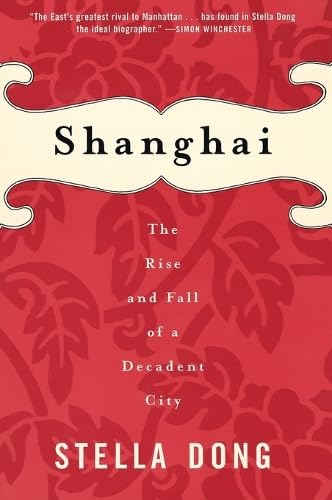 "The East's greatest rival to Manhattan . . . has found in Stella Dong
the ideal biographer." —SIMON WINCHESTER
Shanghai
The
Rise
and Fall
of a
Decadent
City
STELLA DONG